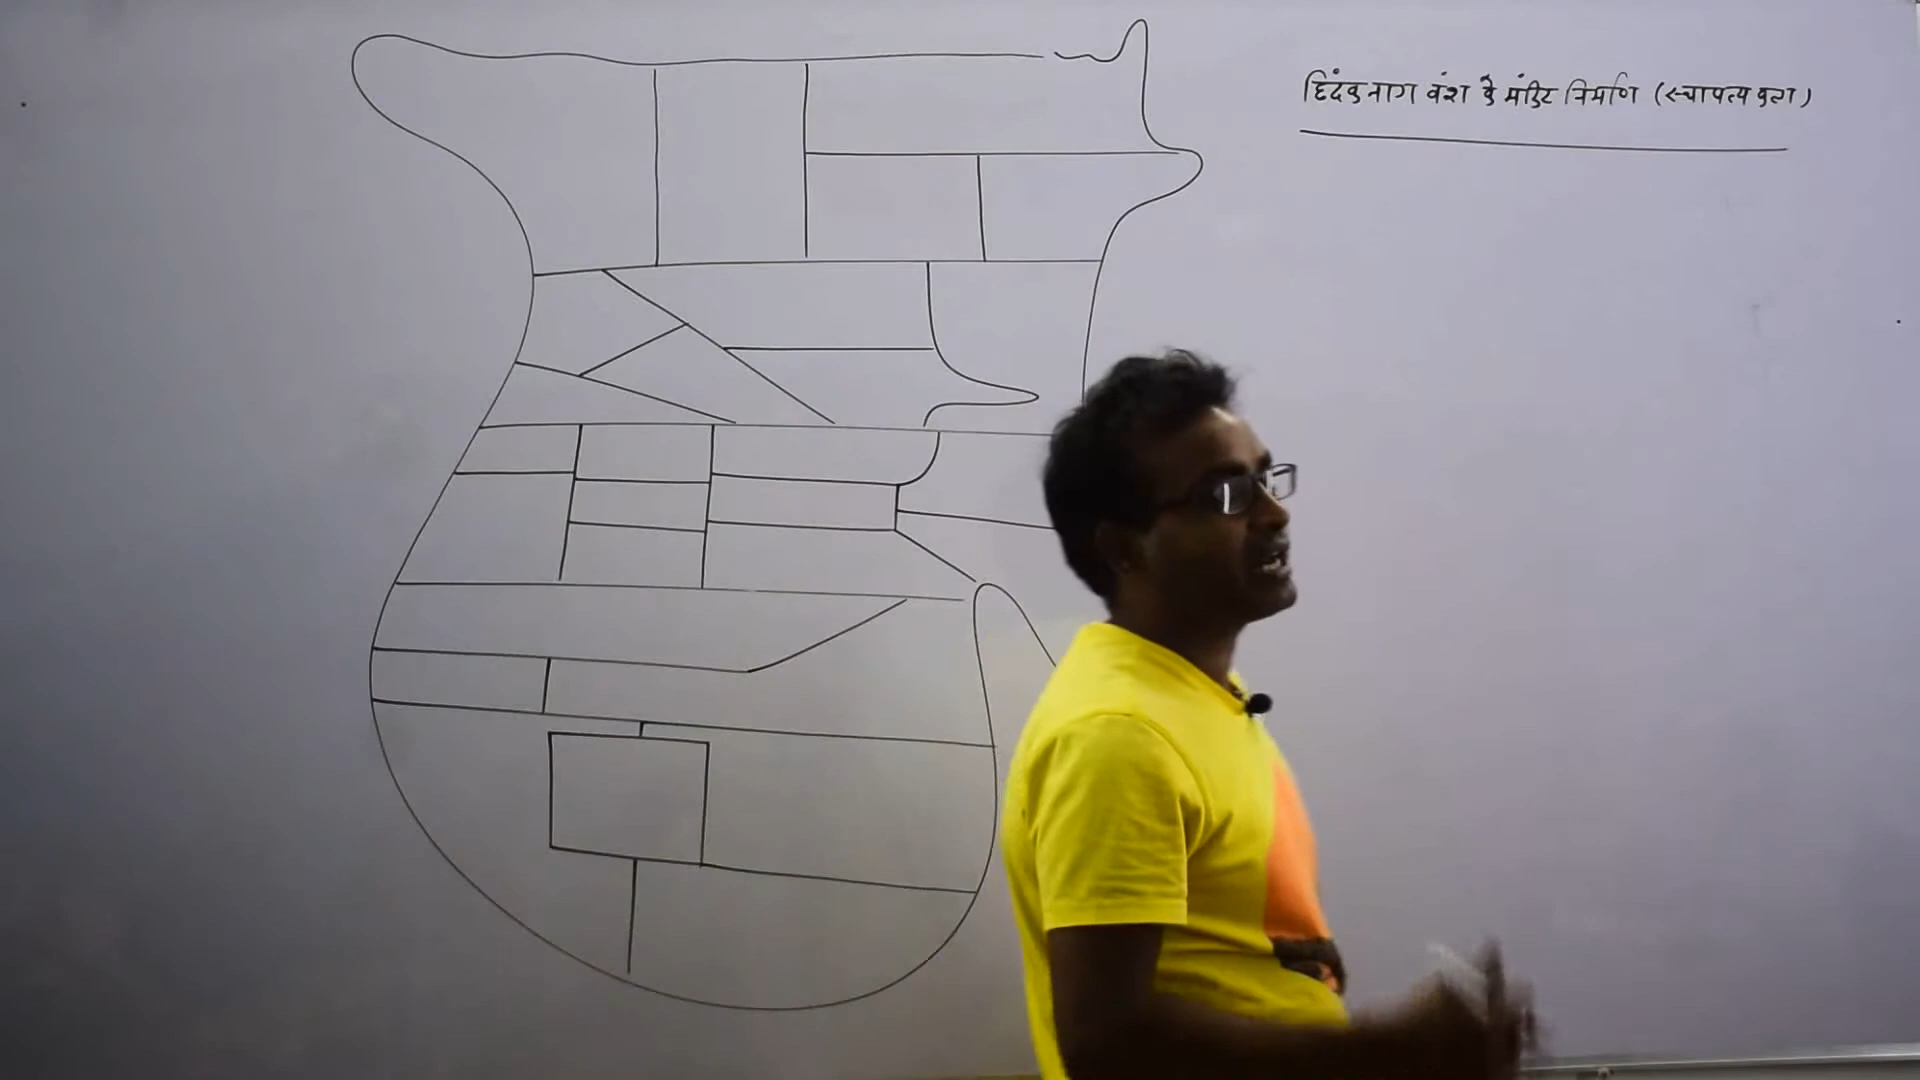 छिंदक नाग वंश के मंदिर निर्माण (स्थापत्य कला)